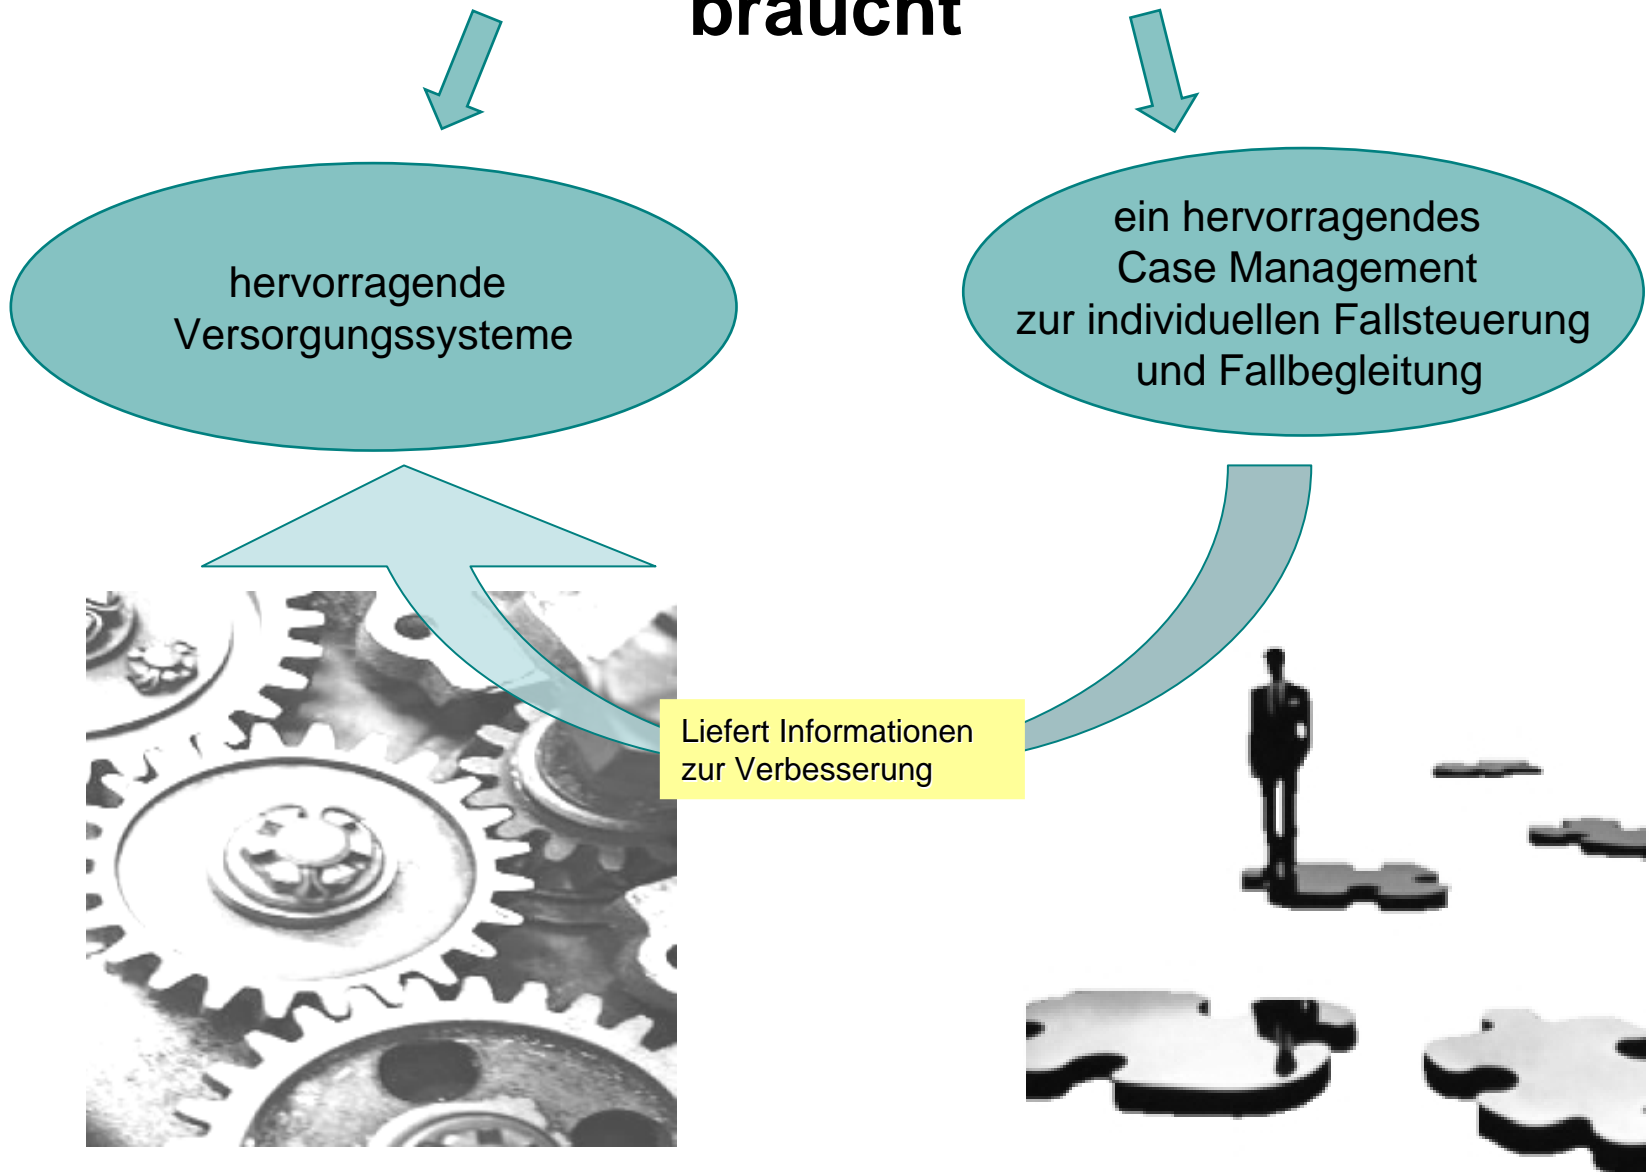 braucht
hervorragende
Versorgungssysteme
ein hervorragendes
Case Management
zur individuellen Fallsteuerung
und Fallbegleitung
Liefert Informationen
zur Verbesserung